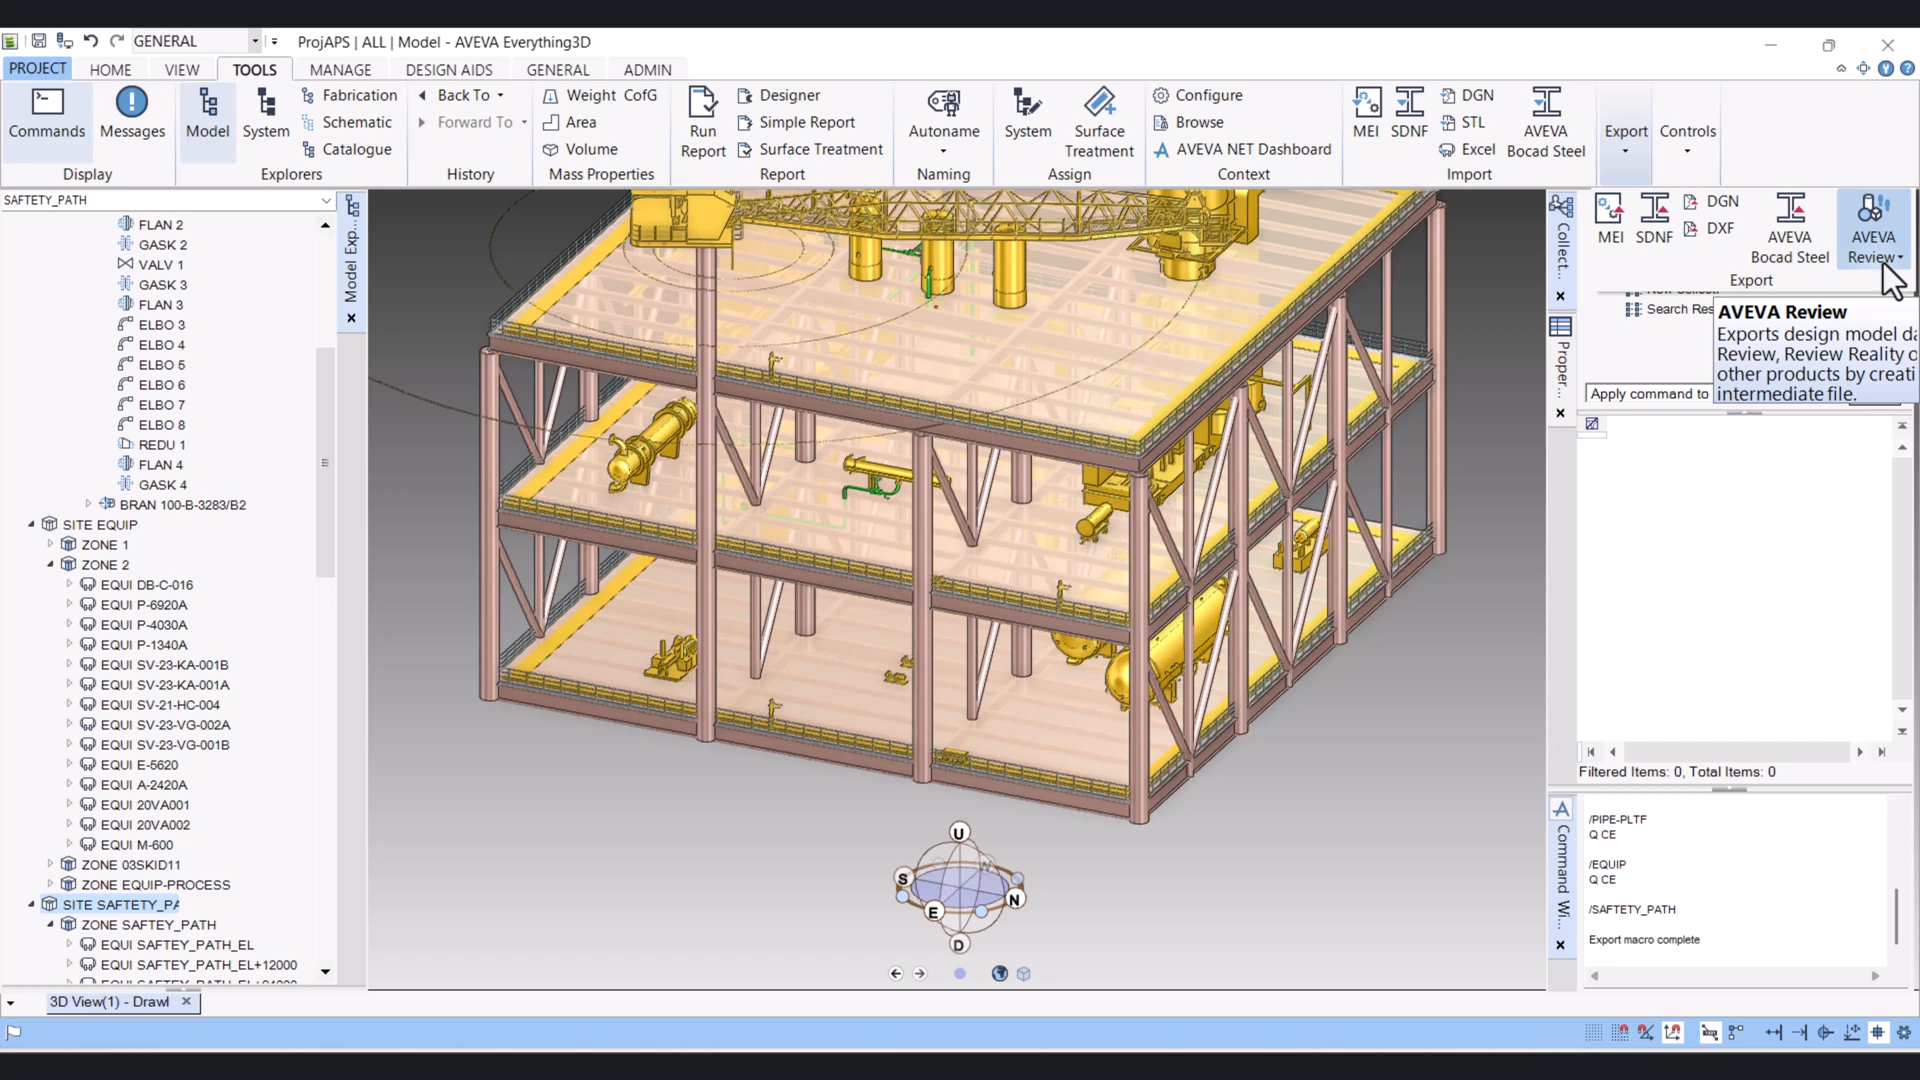 GENERAL
ProjAPS | ALL | Model - AVEVA Everything3D
PROJECT
HOME
VIEW
TOOLS
MANAGE
DESIGN AIDS
GENERAL
ADMIN
Commands
Messages
Display
Model
System
Fabrication
Schematic
Catalogue
Explorers
Back To
Forward To
History
Weight CofG
Area
Volume
Mass Properties
Run
Report
Designer
Simple Report
Surface Treatment
Report
Autoname
Naming
System
Surface
Treatment
Assign
Configure
Browse
AVEVA NET Dashboard
Context
MEI
SDNF
DGN
STL
Excel
AVEVA
Bocad Steel
Import
Export
Controls
MEI
SDNF
DGN
DXF
AVEVA
Bocad Steel
AVEVA
Review
Export
SAFTETY_PATH
FLAN 2
GASK 2
VALV 1
GASK 3
FLAN 3
ELBO 3
ELBO 4
ELBO 5
ELBO 6
ELBO 7
ELBO 8
REDU 1
FLAN 4
GASK 4
BRAN 100-B-3283/B2
SITE EQUIP
ZONE 1
ZONE 2
EQUI DB-C-016
EQUI P-6920A
EQUI P-4030A
EQUI P-1340A
EQUI SV-23-KA-001B
EQUI SV-23-KA-001A
EQUI SV-21-HC-004
EQUI SV-23-VG-002A
EQUI SV-23-VG-001B
EQUI E-5620
EQUI A-2420A
EQUI 20VA001
EQUI 20VA002
EQUI M-600
ZONE 03SKID11
ZONE EQUIP-PROCESS
SITE SAFTETY_PA
ZONE SAFTEY_PATH
EQUI SAFTEY_PATH_EL
EQUI SAFTEY_PATH_EL+12000
Model Exp...
U
S
N
E
D
Collect...
Proper...
Search Res
AVEVA Review
Exports design model da
Review, Review Reality o
other products by creati
intermediate file.
Apply command to
Filtered Items: 0, Total Items: 0
Command Wi...
/PIPE-PLTF
Q CE
/EQUIP
Q CE
/SAFTETY_PATH
Export macro complete
3D View(1) - Drawl